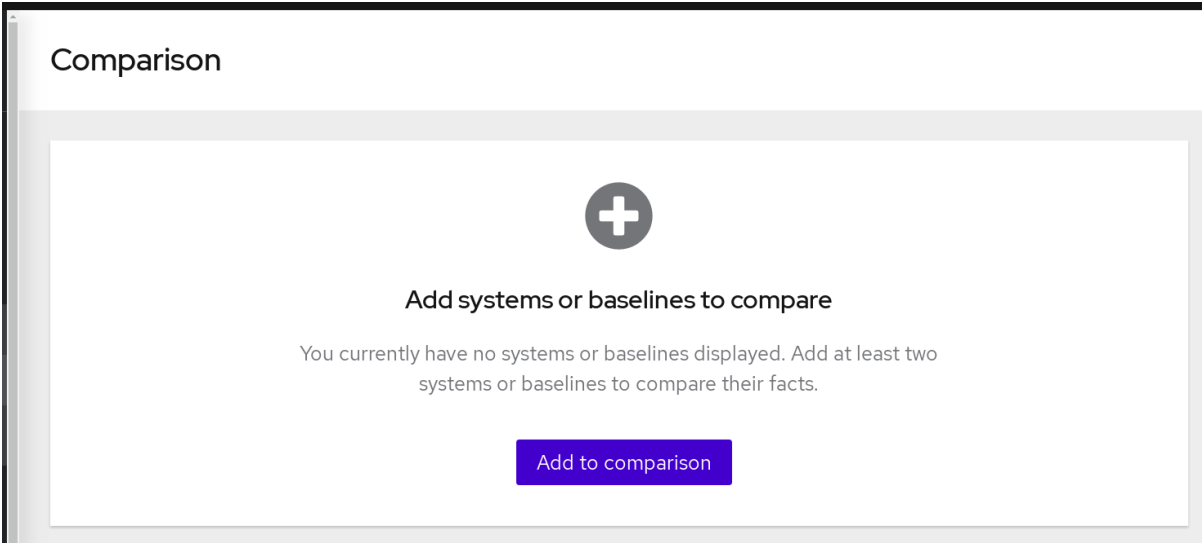 Comparison
Add systems or baselines to compare
You currently have no systems or baselines displayed. Add at least two
systems or baselines to compare their facts.
Add to comparison